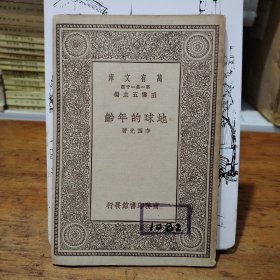 萬有文庫
第一集一千種
王雲五主編
地球的年齡
李四光著
商務印書館發行
1082